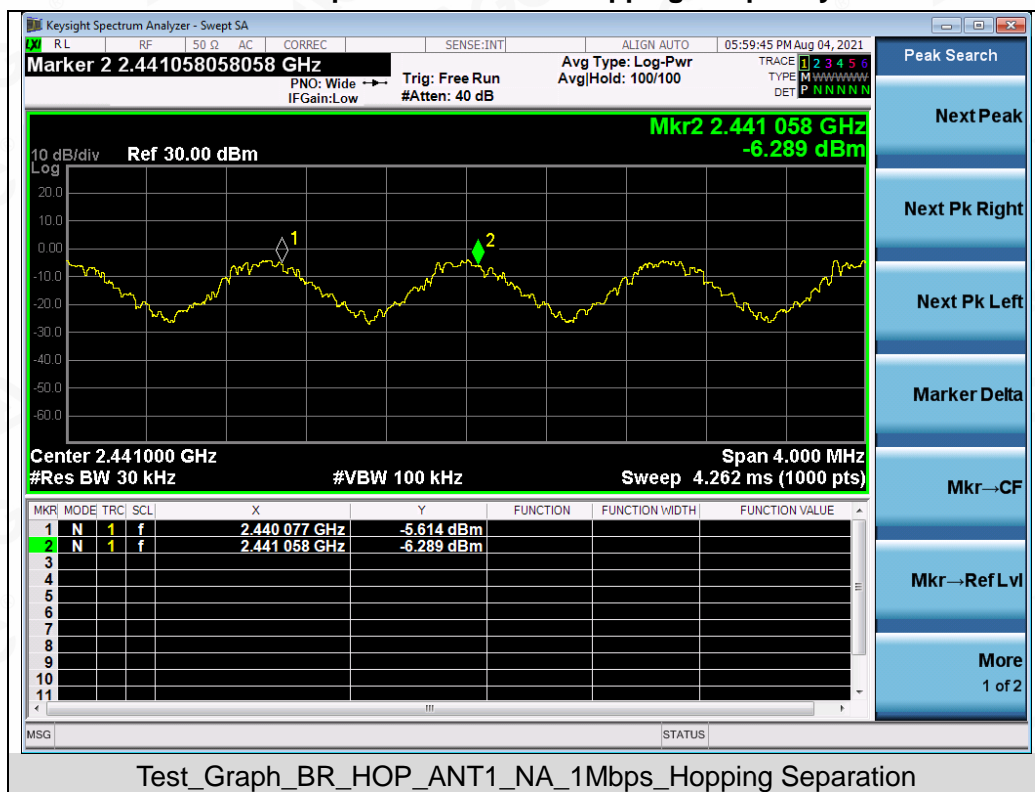 Keysight Spectrum Analyzer - Swept SA
LXI RL RF 50 Ω AC CORREC SENSE:INT ALIGN AUTO 05:59:45 PM Aug 04, 2021
Marker 2 2.441058058058 GHz
PNO: Wide
IFGain:Low
Trig: Free Run
#Atten: 40 dB
Avg Type: Log-Pwr
Avg|Hold: 100/100
TRACE 1 2 3 4 5 6
TYPE M WWWWW
DET P N N N N N
Mkr2 2.441 058 GHz
-6.289 dBm
10 dB/div Ref 30.00 dBm
Log
20.0
10.0
0.00
-10.0
-20.0
-30.0
-40.0
-50.0
-60.0
1
2
Center 2.441000 GHz Span 4.000 MHz
#Res BW 30 kHz #VBW 100 kHz Sweep 4.262 ms (1000 pts)
MKR MODE TRC SCL X Y FUNCTION FUNCTION WIDTH FUNCTION VALUE
1 N 1 f 2.440 077 GHz -5.614 dBm
2 N 1 f 2.441 058 GHz -6.289 dBm
3
4
5
6
7
8
9
10
11
MSG STATUS
Peak Search
Next Peak
Next Pk Right
Next Pk Left
Marker Delta
Mkr→CF
Mkr→Ref Lvl
More
1 of 2
Test_Graph_BR_HOP_ANT1_NA_1Mbps_Hopping Separation